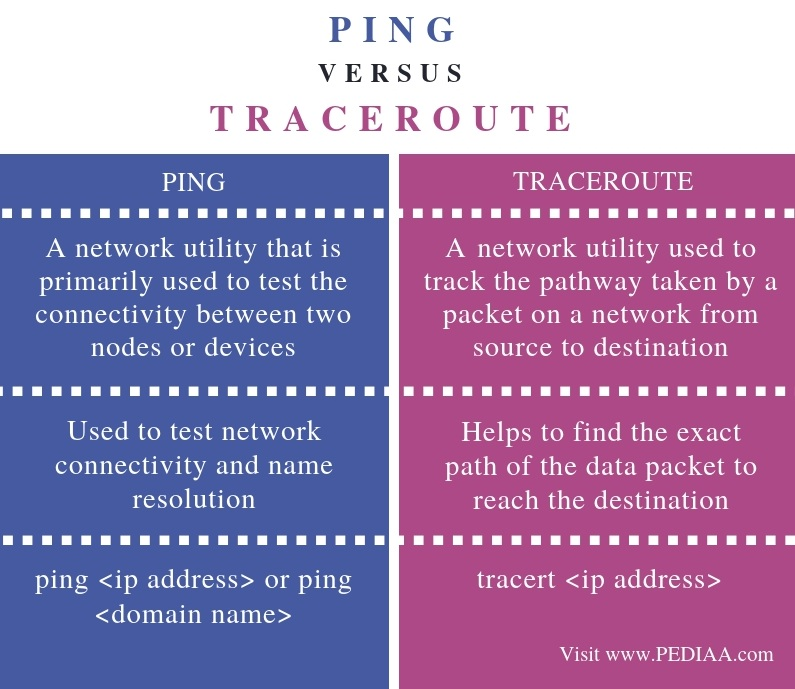 PING
VERSUS
TRACEROUTE
PING
A network utility that is
primarily used to test the
connectivity between two
nodes or devices
Used to test network
connectivity and name
resolution
ping <ip address> or ping
<domain name>
TRACEROUTE
A network utility used to
track the pathway taken by a
packet on a network from
source to destination
Helps to find the exact
path of the data packet to
reach the destination
tracert <ip address>
Visit www.PEDIAA.com